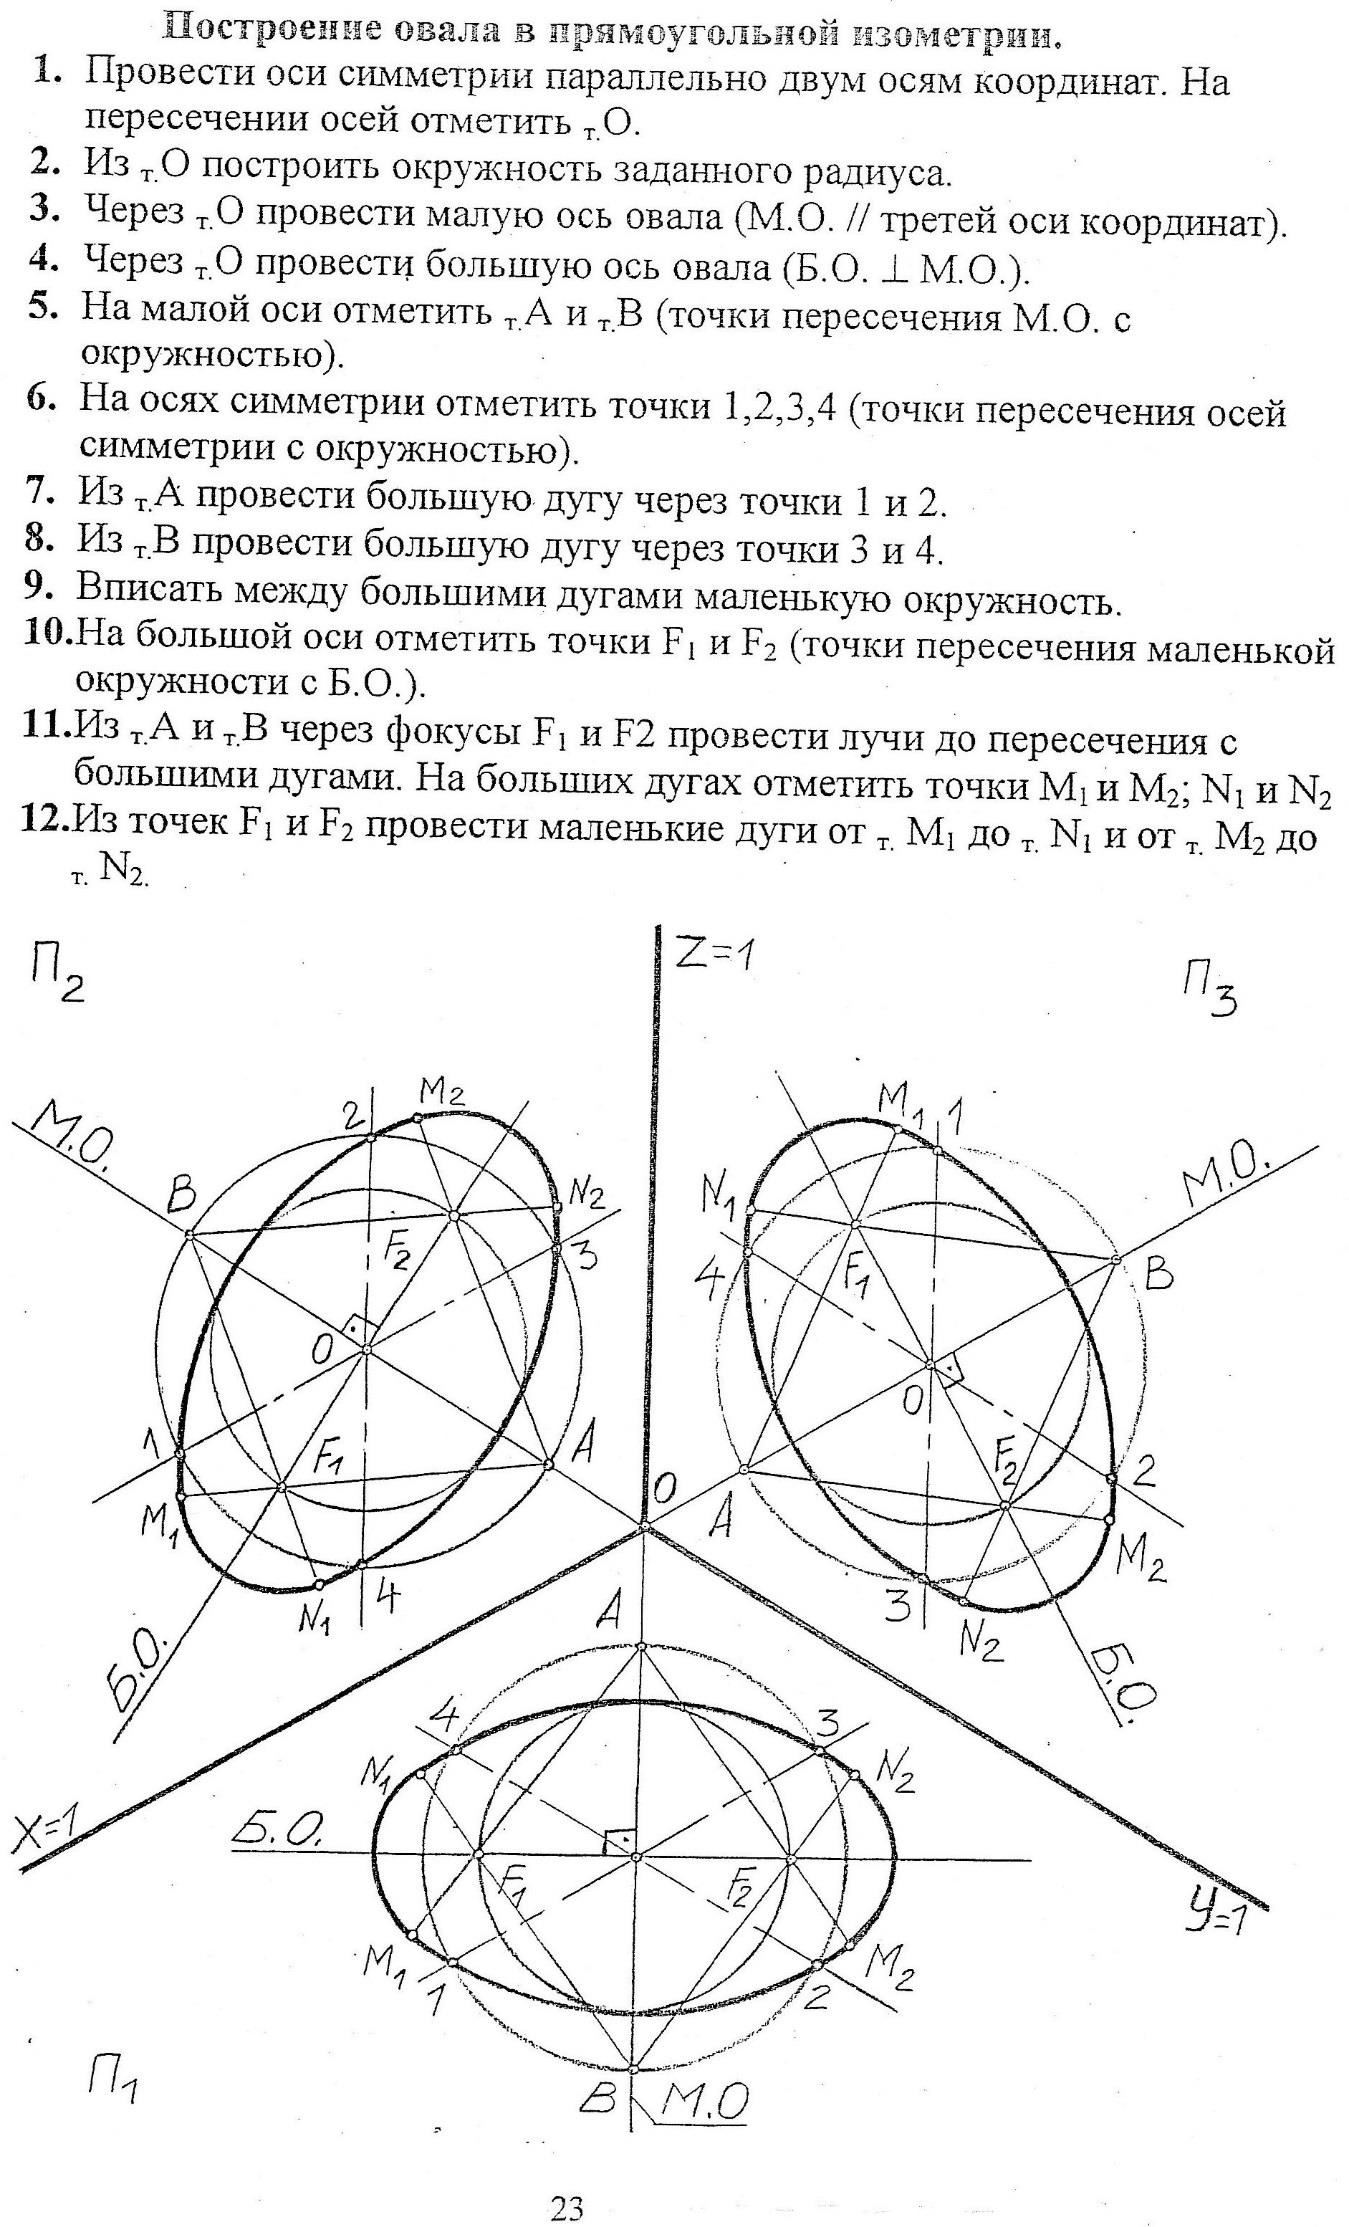 Построение овала в прямоугольной изометрии.
1. Провести оси симметрии параллельно двум осям координат. На
пересечении осей отметить т.О.
2. Из т.О построить окружность заданного радиуса.
3. Через т.О провести малую ось овала (М.О. // третей оси координат).
4. Через т.О провести большую ось овала (Б.О. ⊥ М.О.).
5. На малой оси отметить т.А и т.В (точки пересечения М.О. с
окружностью).
6. На осях симметрии отметить точки 1,2,3,4 (точки пересечения осей
симметрии с окружностью).
7. Из т.А провести большую дугу через точки 1 и 2.
8. Из т.В провести большую дугу через точки 3 и 4.
9. Вписать между большими дугами маленькую окружность.
10.На большой оси отметить точки F1 и F2 (точки пересечения маленькой
окружности с Б.О.).
11.Из т.А и т.В через фокусы F1 и F2 провести лучи до пересечения с
большими дугами. На больших дугах отметить точки М1 и М2; N1 и N2
12.Из точек F1 и F2 провести маленькие дуги от т. М1 до т. N1 и от т. М2 до
т. N2.
П2
Z=1
П3
М.О.
2
M2
B
N2
F2
3
O
1
F1
A
M1
N1
4
Б.О.
M1
1
М.О.
N1
4
F1
B
O
F2
2
A
M2
3
N2
Б.О.
O
X=1
У=1
A
4
3
N1
N2
Б.О.
F1
F2
M1
M2
1
2
B
М.О
П1
23